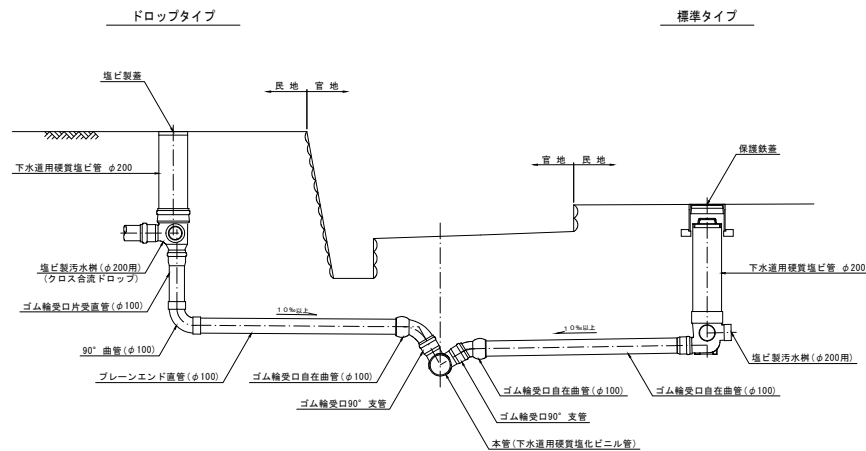 ドロップタイプ
標準タイプ
塩ビ製蓋
民 地
官 地
官 地
民 地
保護鉄蓋
下水道用硬質塩ビ管 φ200
下水道用硬質塩ビ管 φ200
塩ビ製汚水桝(φ200用)
(クロス合流ドロップ)
ゴム輪受口片受直管(φ100)
10‰以上
10‰以上
90° 曲管(φ100)
塩ビ製汚水桝(φ200用)
プレーンエンド直管(φ100)
ゴム輪受口自在曲管(φ100)
ゴム輪受口自在曲管(φ100)
ゴム輪受口自在曲管(φ100)
ゴム輪受口90° 支管
ゴム輪受口90° 支管
本管(下水道用硬質塩化ビニル管)